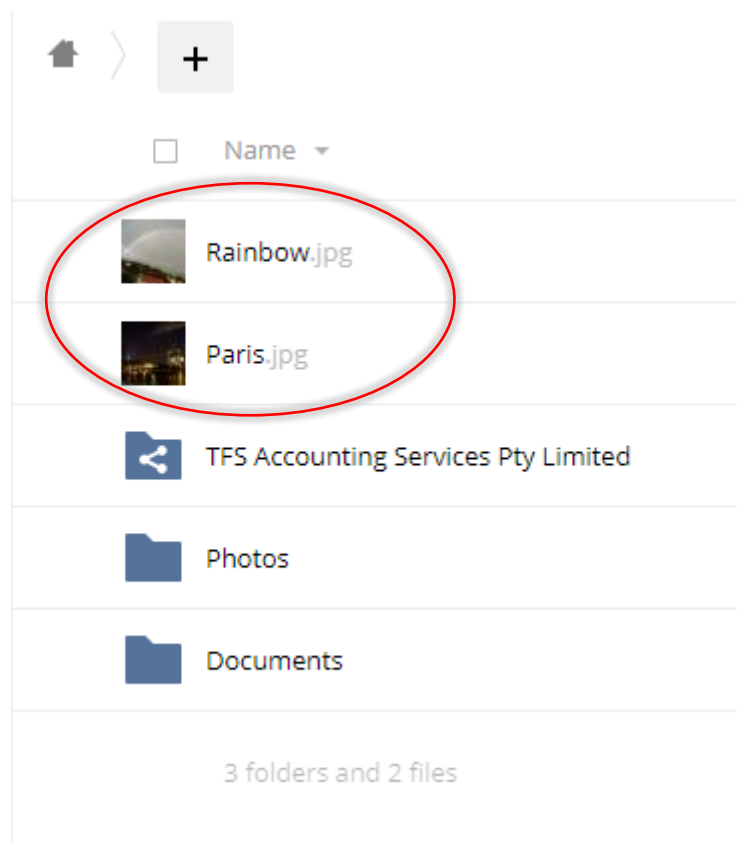 +
Name
Rainbow.jpg
Paris.jpg
TFS Accounting Services Pty Limited
Photos
Documents
3 folders and 2 files